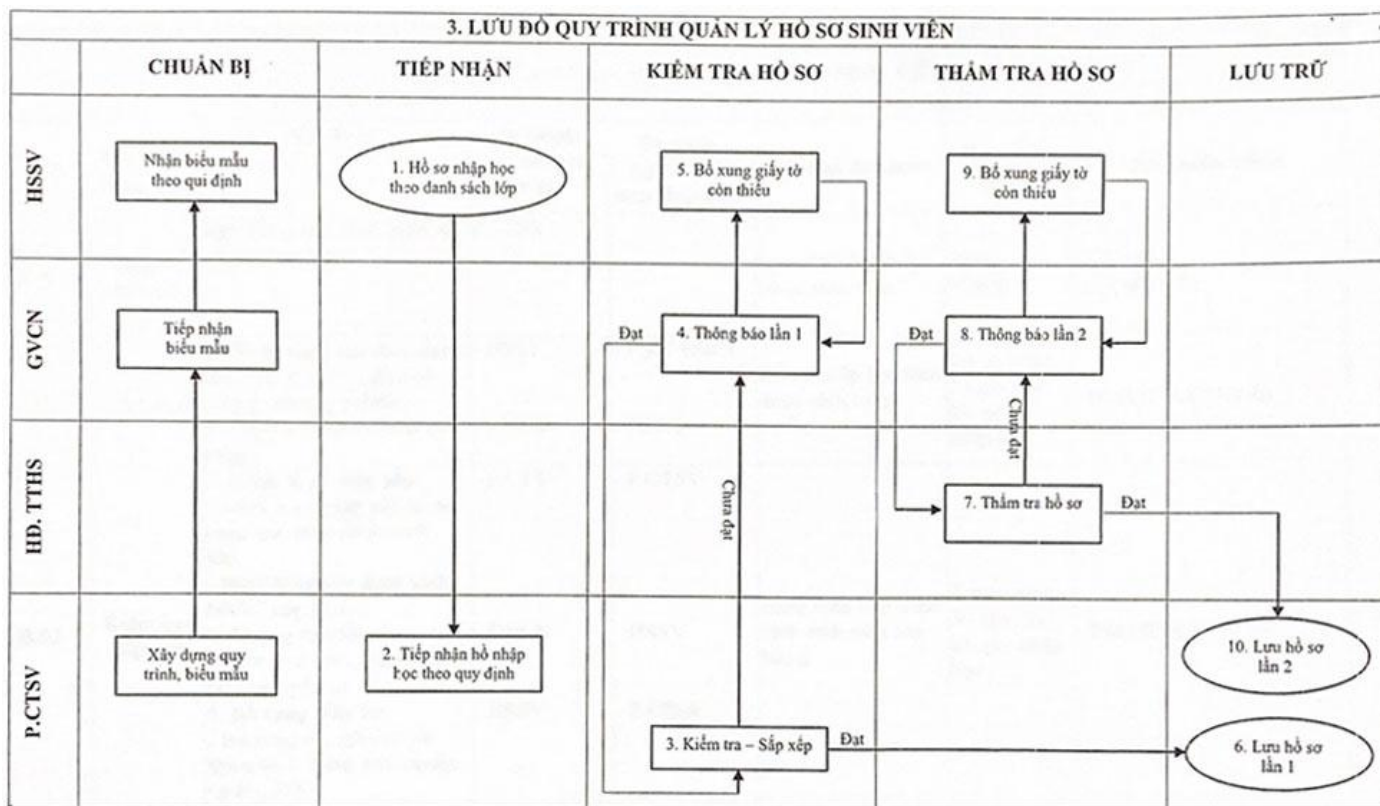 3. LƯU ĐỒ QUY TRÌNH QUẢN LÝ HỒ SƠ SINH VIÊN
CHUẨN BỊ
TIẾP NHẬN
KIỂM TRA HỒ SƠ
THẨM TRA HỒ SƠ
LƯU TRỮ
HSSV
Nhận biểu mẫu
theo qui định
1. Hồ sơ nhập học
theo danh sách lớp
5. Bổ xung giấy tờ
còn thiếu
9. Bổ xung giấy tờ
còn thiếu
GVCN
Tiếp nhận
biểu mẫu
Đạt
4. Thông báo lần 1
Đạt
8. Thông báo lần 2
HĐ. TTHS
Chưa đạt
Chưa đạt
7. Thẩm tra hồ sơ
Đạt
P.CTSV
Xây dựng quy
trình, biểu mẫu
2. Tiếp nhận hồ nhập
học theo quy định
3. Kiểm tra – Sắp xếp
Đạt
10. Lưu hồ sơ
lần 2
6. Lưu hồ sơ
lần 1